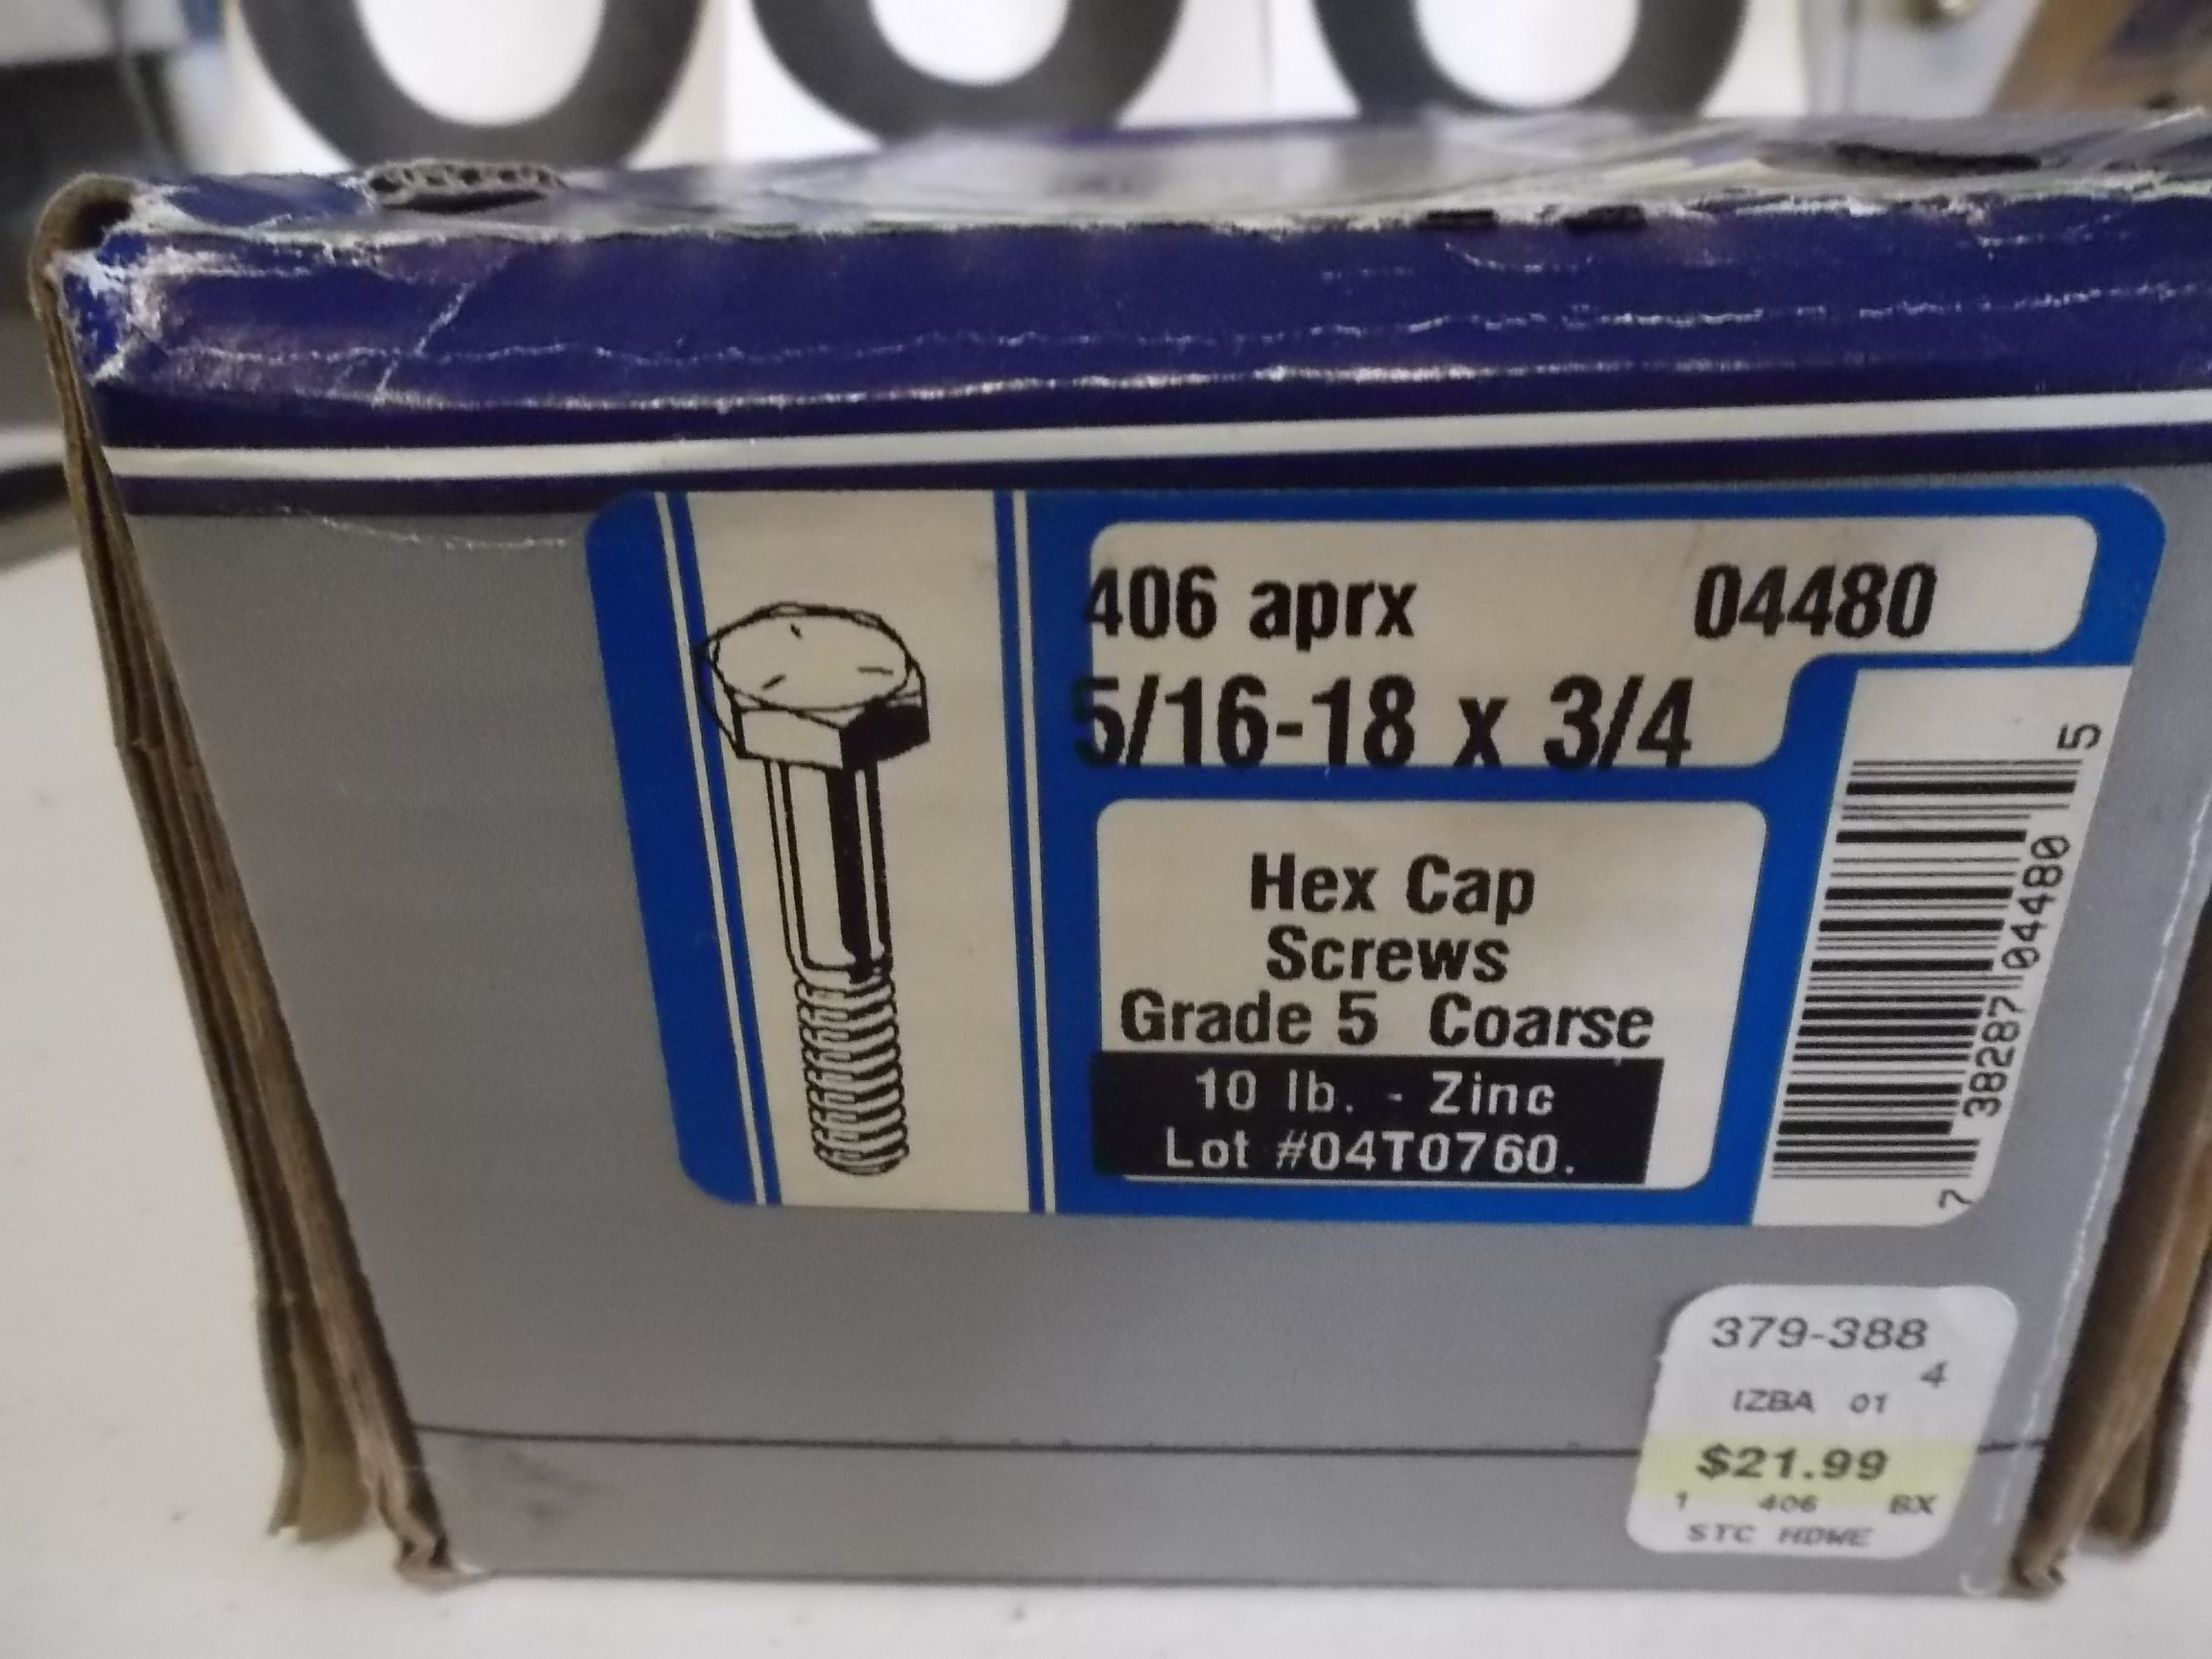 406 aprx 04480
5/16-18 x 3/4
Hex Cap
Screws
Grade 5 Coarse
10 lb. - Zinc
Lot #04T0760.
7 38287 04480 5
379-388
4
IZBA 01
$21.99
1 406 BX
STC HDWE